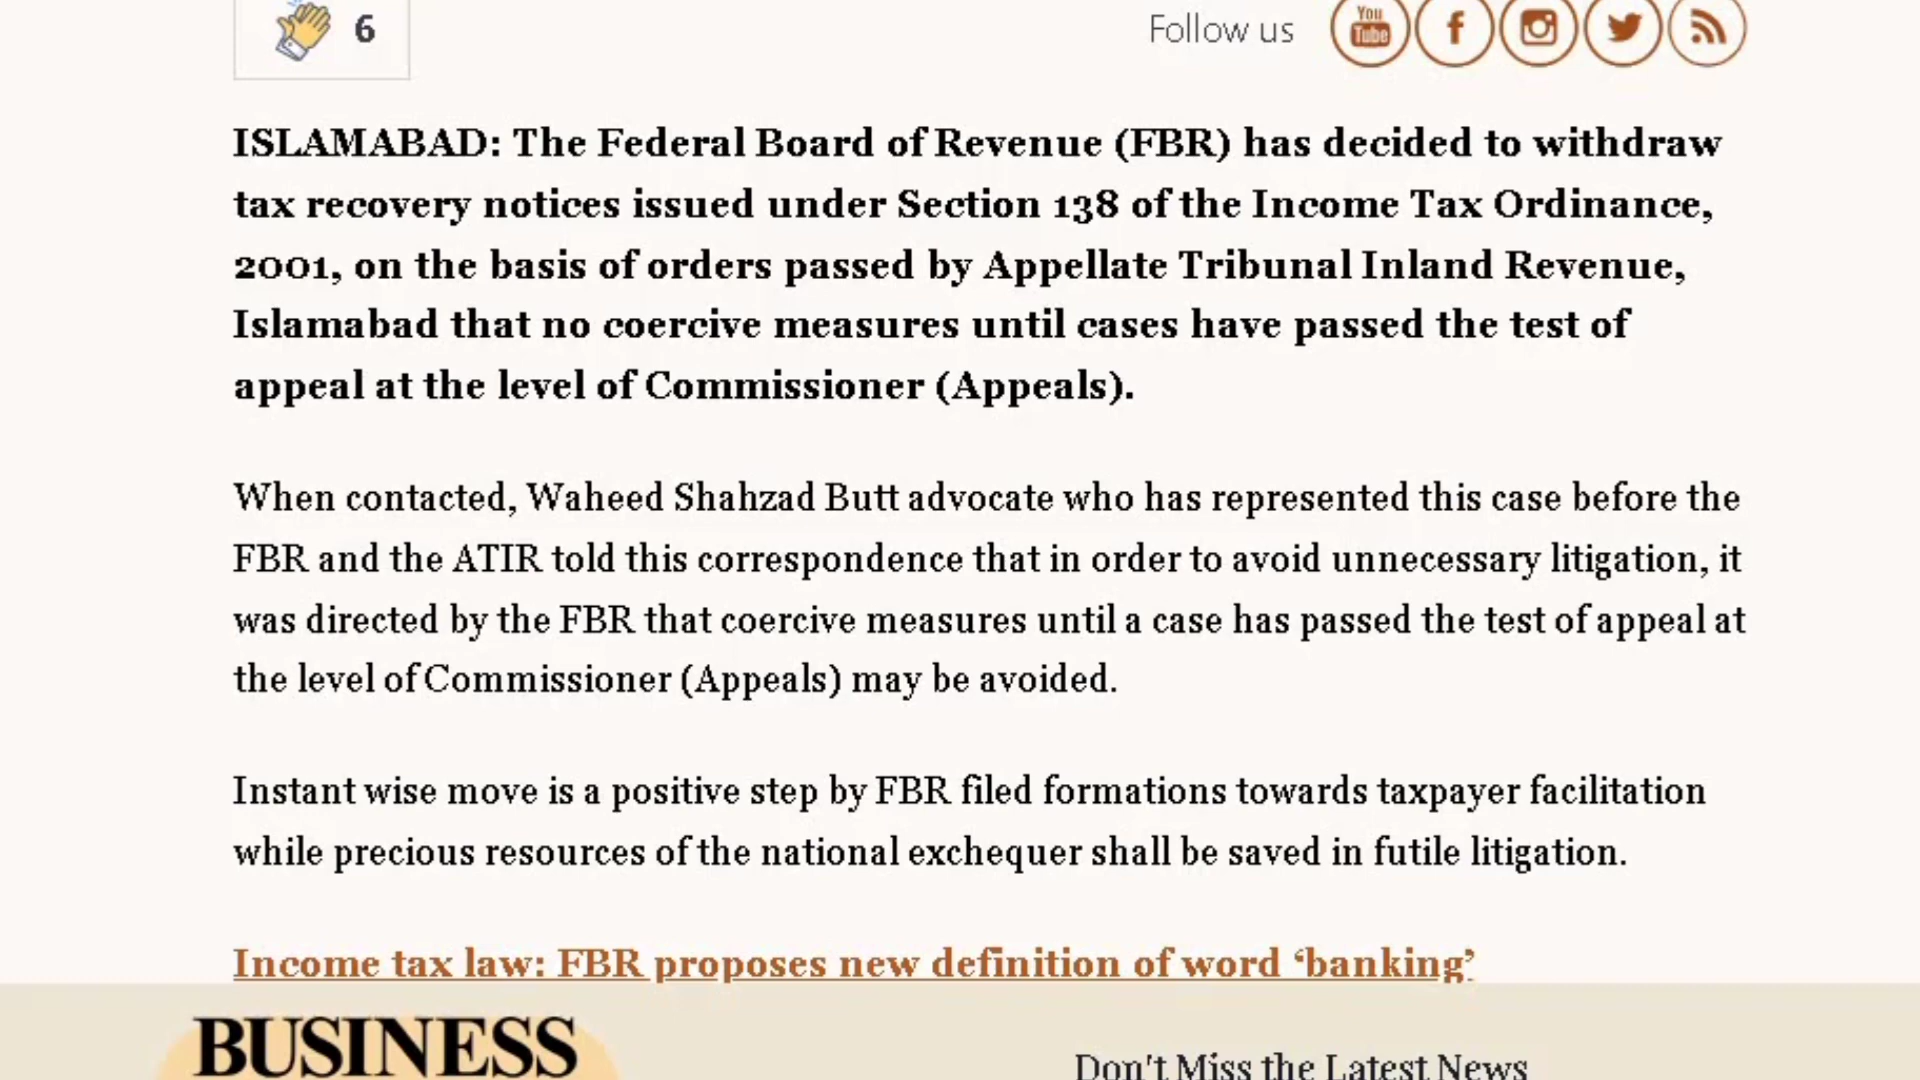 6
Follow us
You
Tube
ISLAMABAD: The Federal Board of Revenue (FBR) has decided to withdraw
tax recovery notices issued under Section 138 of the Income Tax Ordinance,
2001, on the basis of orders passed by Appellate Tribunal Inland Revenue,
Islamabad that no coercive measures until cases have passed the test of
appeal at the level of Commissioner (Appeals).
When contacted, Waheed Shahzad Butt advocate who has represented this case before the
FBR and the ATIR told this correspondence that in order to avoid unnecessary litigation, it
was directed by the FBR that coercive measures until a case has passed the test of appeal at
the level of Commissioner (Appeals) may be avoided.
Instant wise move is a positive step by FBR filed formations towards taxpayer facilitation
while precious resources of the national exchequer shall be saved in futile litigation.
Income tax law: FBR proposes new definition of word ‘banking’
BUSINESS
Don't Miss the Latest News